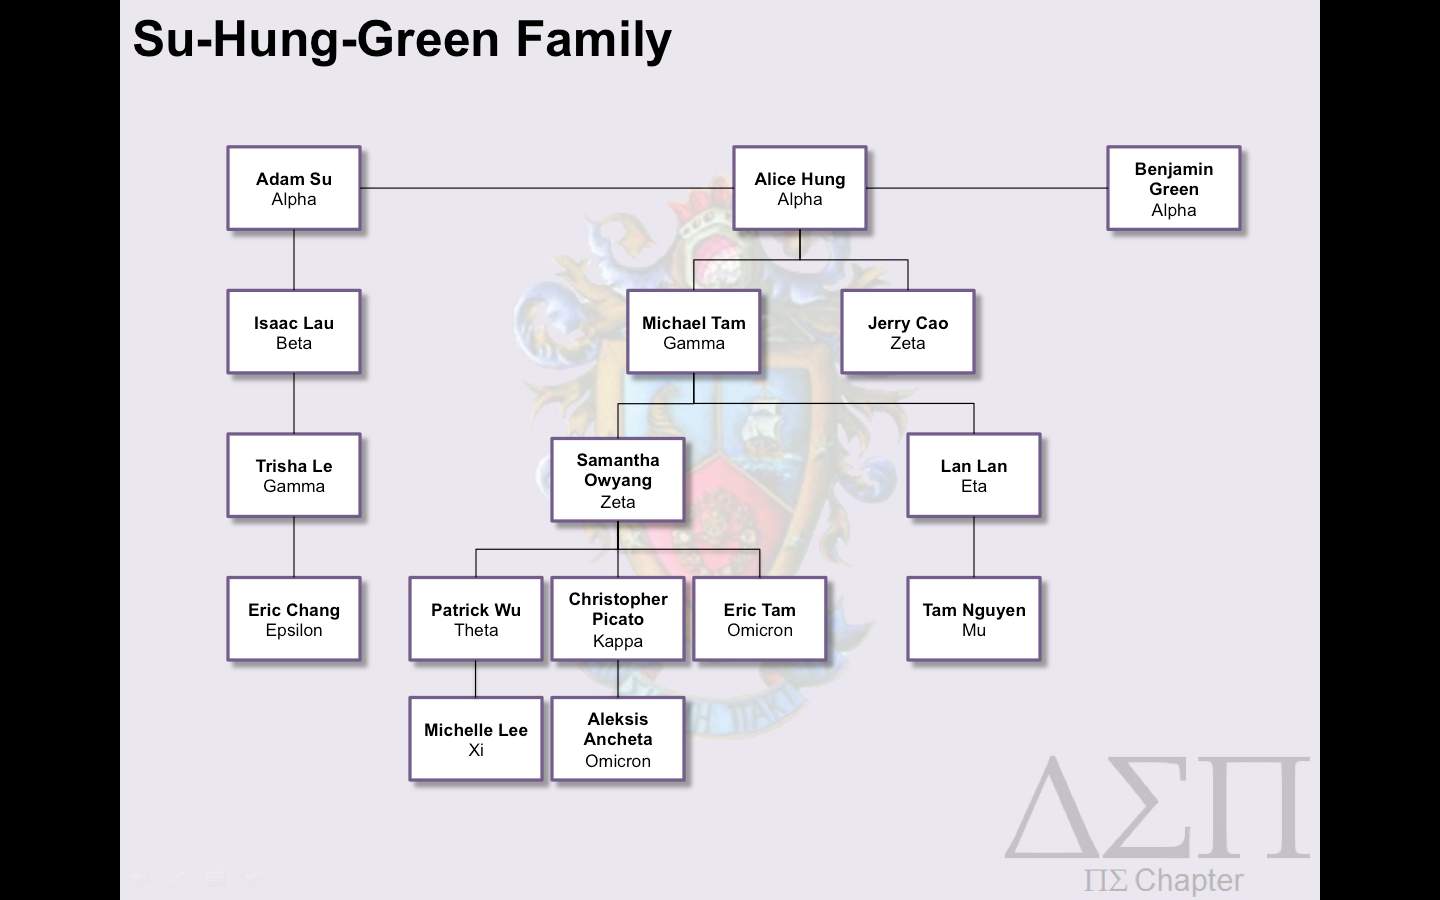 Su-Hung-Green Family
Adam Su
Alpha
Alice Hung
Alpha
Benjamin
Green
Alpha
Isaac Lau
Beta
Michael Tam
Gamma
Jerry Cao
Zeta
Trisha Le
Gamma
Samantha
Owyang
Zeta
Lan Lan
Eta
Eric Chang
Epsilon
Patrick Wu
Theta
Christopher
Picato
Kappa
Eric Tam
Omicron
Tam Nguyen
Mu
Michelle Lee
Xi
Aleksis
Ancheta
Omicron
ΔΣΠ
ΠΣ Chapter